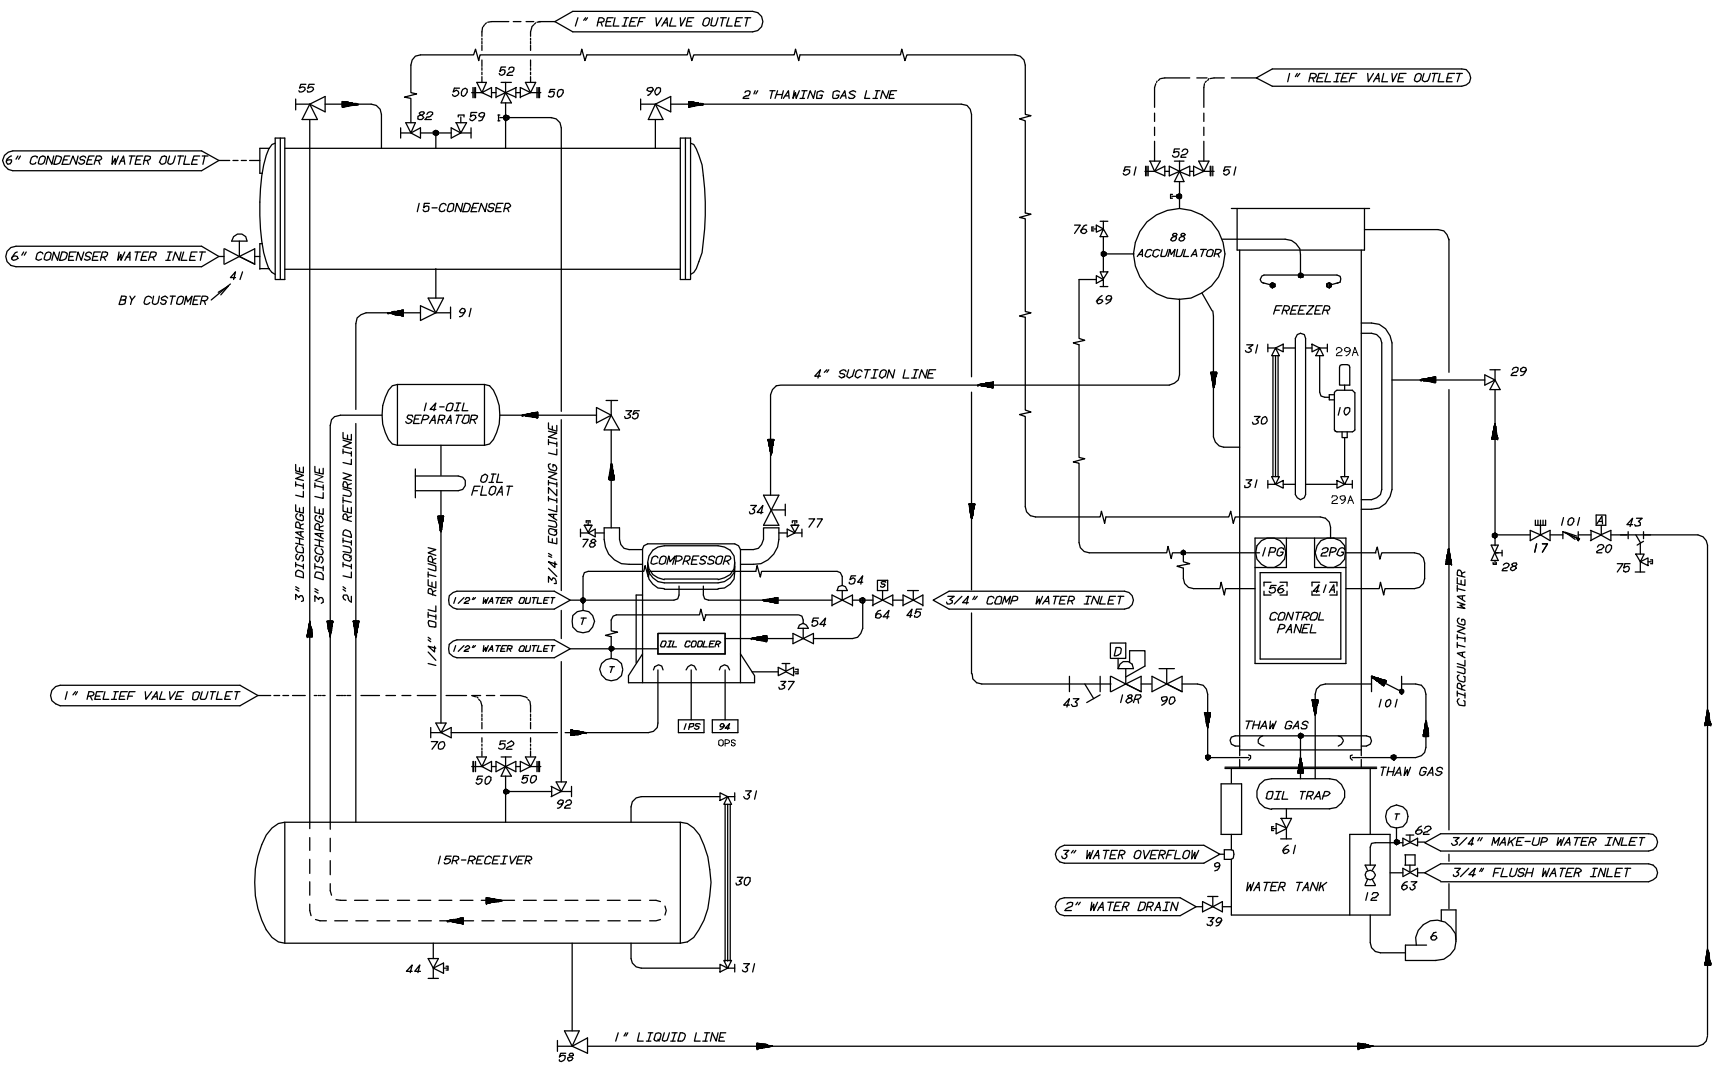 1" RELIEF VALVE OUTLET
55
50
52
50
90
2" THAWING GAS LINE
1" RELIEF VALVE OUTLET
82
59
6" CONDENSER WATER OUTLET
15-CONDENSER
6" CONDENSER WATER INLET
41
BY CUSTOMER
91
51
52
51
76
88
ACCUMULATOR
69
FREEZER
31
29A
30
10
31
29A
29
4" SUCTION LINE
14-OIL
SEPARATOR
35
OIL
FLOAT
3" DISCHARGE LINE
3" DISCHARGE LINE
2" LIQUID RETURN LINE
1/4" OIL RETURN
3/4" EQUALIZING LINE
34
78
77
COMPRESSOR
1/2" WATER OUTLET
T
54
S
64
45
3/4" COMP WATER INLET
54
1/2" WATER OUTLET
T
OIL COOLER
37
1PS
94
OPS
1PG
2PG
56
41A
CONTROL
PANEL
CIRCULATING WATER
28
17
101
A
20
43
75
1" RELIEF VALVE OUTLET
70
50
52
50
92
43
D
18R
90
101
THAW GAS
THAW GAS
OIL TRAP
61
31
15R-RECEIVER
30
31
44
3" WATER OVERFLOW
9
WATER TANK
2" WATER DRAIN
39
T
62
3/4" MAKE-UP WATER INLET
63
3/4" FLUSH WATER INLET
12
6
58
1" LIQUID LINE